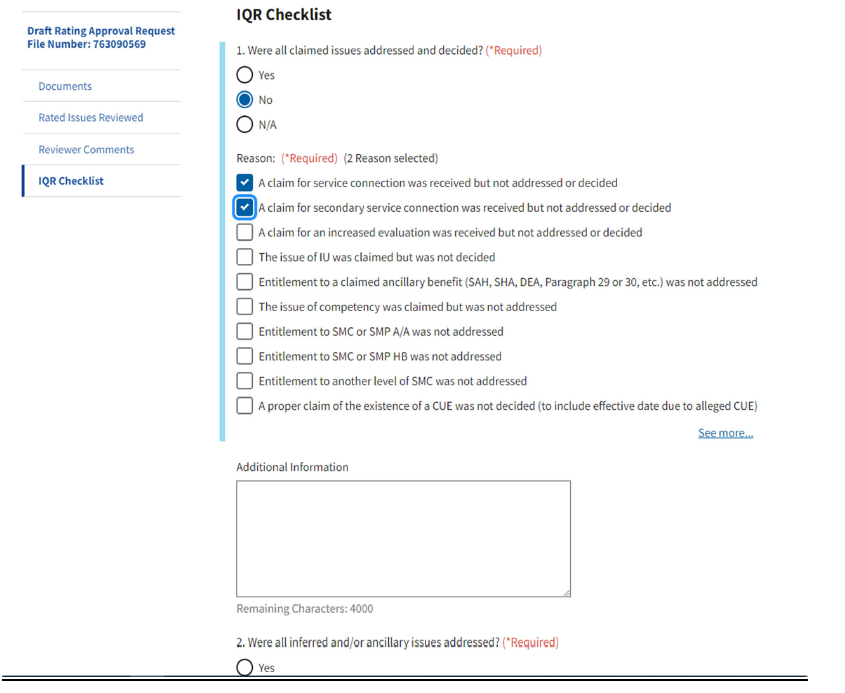 IQR Checklist
Draft Rating Approval Request
File Number: 763090569
Documents
Rated Issues Reviewed
Reviewer Comments
IQR Checklist
1. Were all claimed issues addressed and decided? (*Required)
Yes
No
N/A
Reason: (*Required) (2 Reason selected)
A claim for service connection was received but not addressed or decided
A claim for secondary service connection was received but not addressed or decided
A claim for an increased evaluation was received but not addressed or decided
The issue of IU was claimed but was not decided
Entitlement to a claimed ancillary benefit (SAH, SHA, DEA, Paragraph 29 or 30, etc.) was not addressed
The issue of competency was claimed but was not addressed
Entitlement to SMC or SMP A/A was not addressed
Entitlement to SMC or SMP HB was not addressed
Entitlement to another level of SMC was not addressed
A proper claim of the existence of a CUE was not decided (to include effective date due to alleged CUE)
See more...
Additional Information
Remaining Characters: 4000
2. Were all inferred and/or ancillary issues addressed? (*Required)
Yes